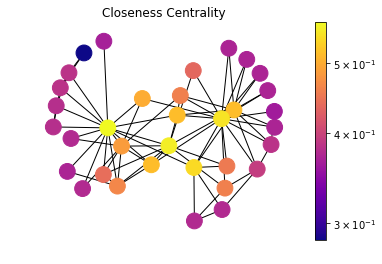 Closeness Centrality
5 × 10⁻¹
4 × 10⁻¹
3 × 10⁻¹